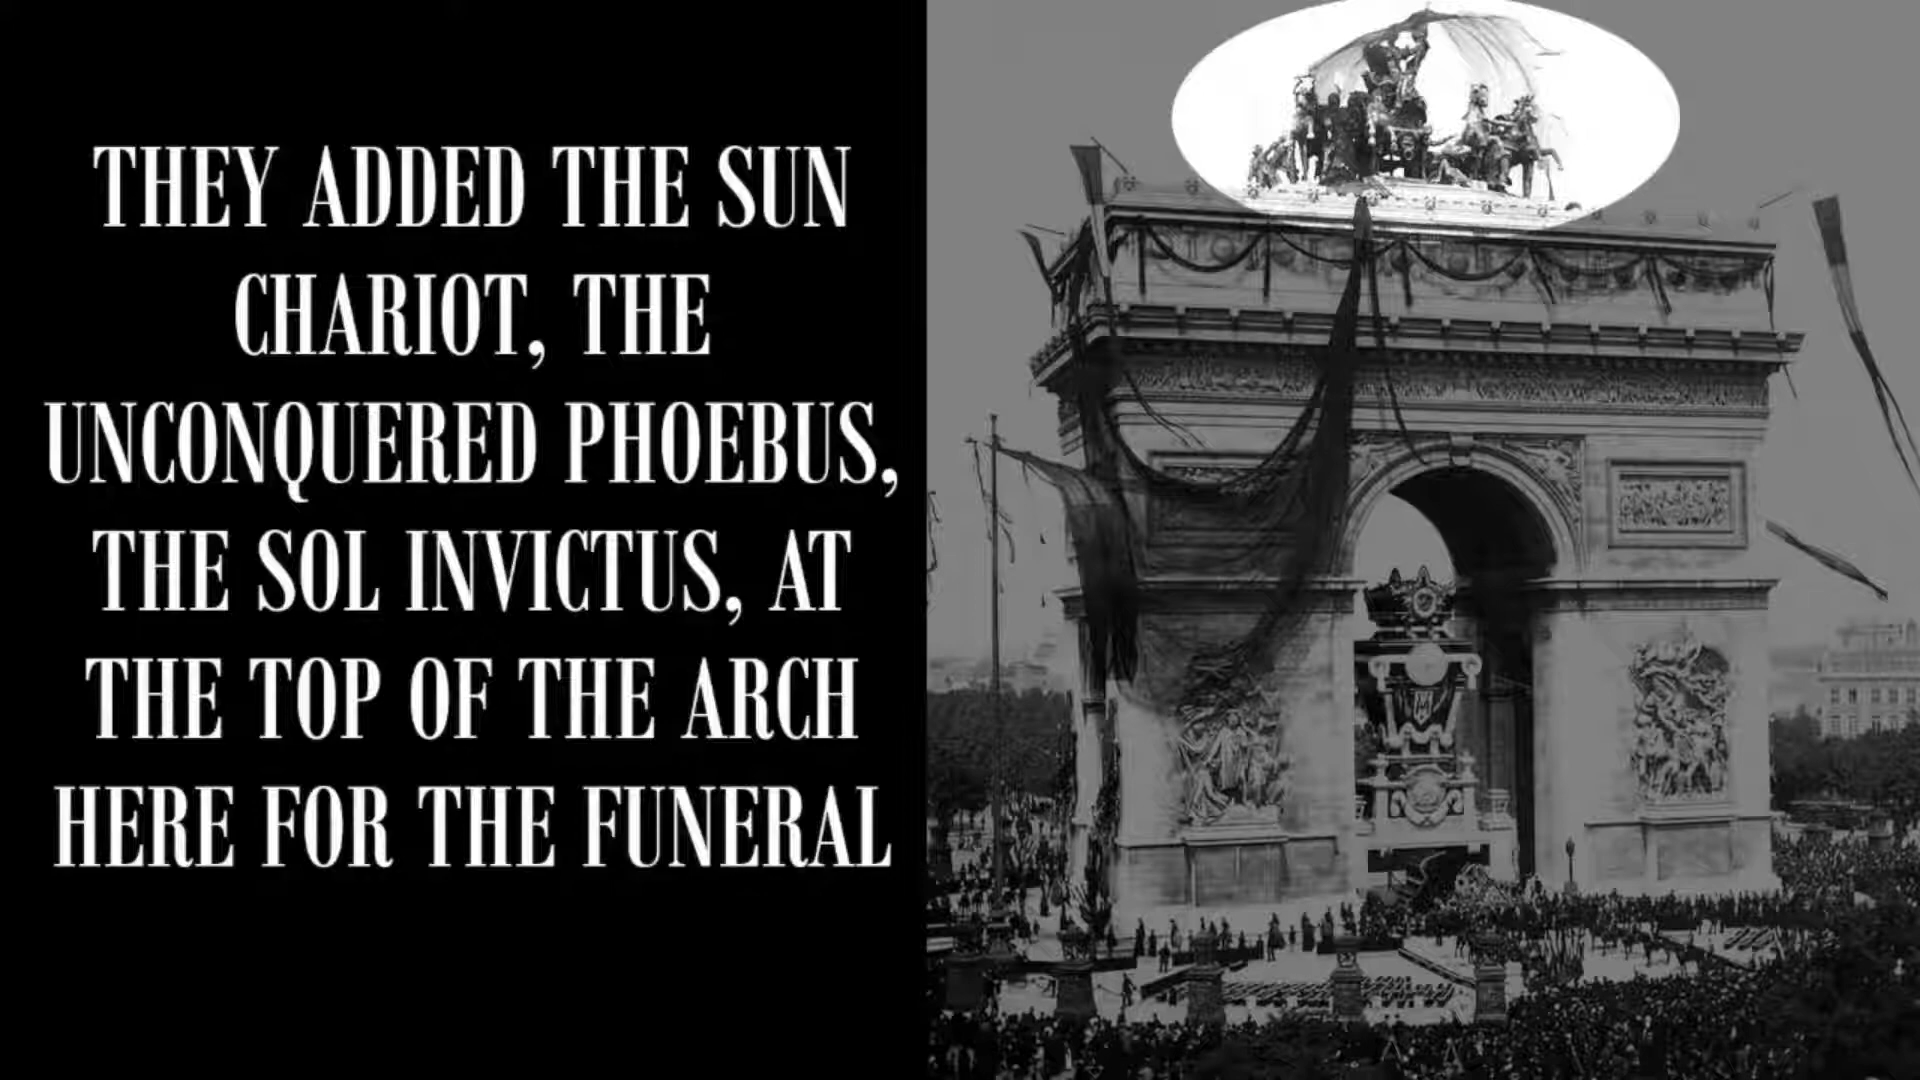 THEY ADDED THE SUN
CHARIOT, THE
UNCONQUERED PHOEBUS,
THE SOL INVICTUS, AT
THE TOP OF THE ARCH
HERE FOR THE FUNERAL